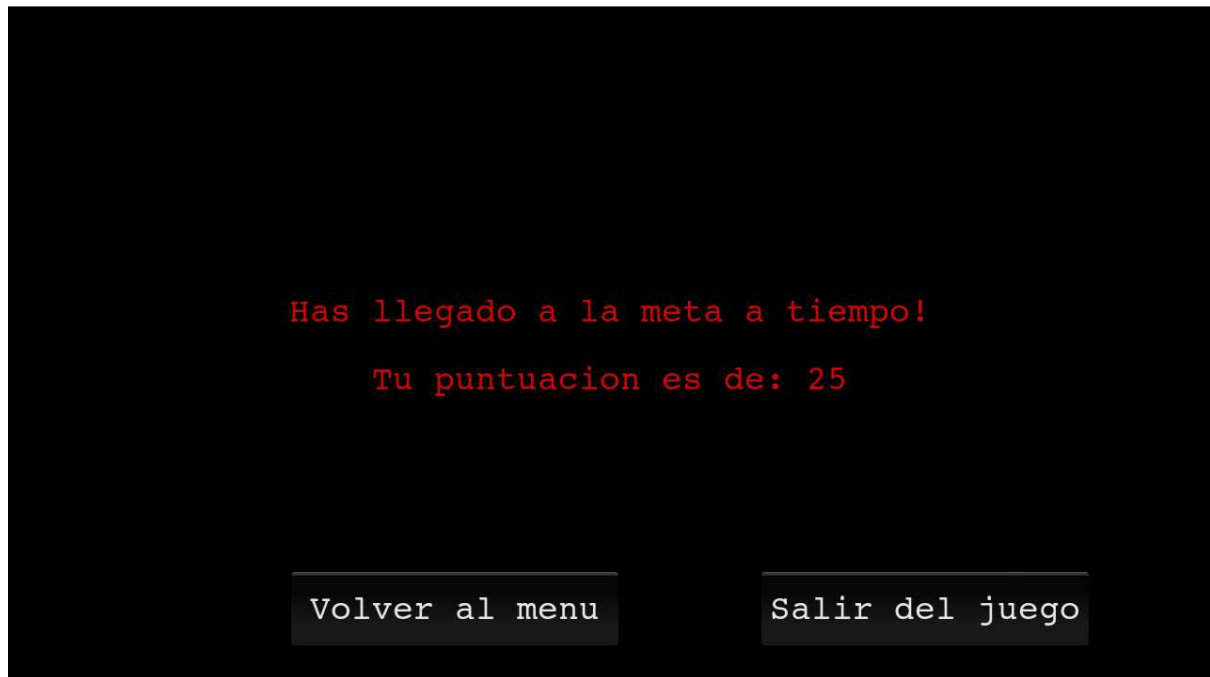 Has llegado a la meta a tiempo!
Tu puntuacion es de: 25
Volver al menu
Salir del juego